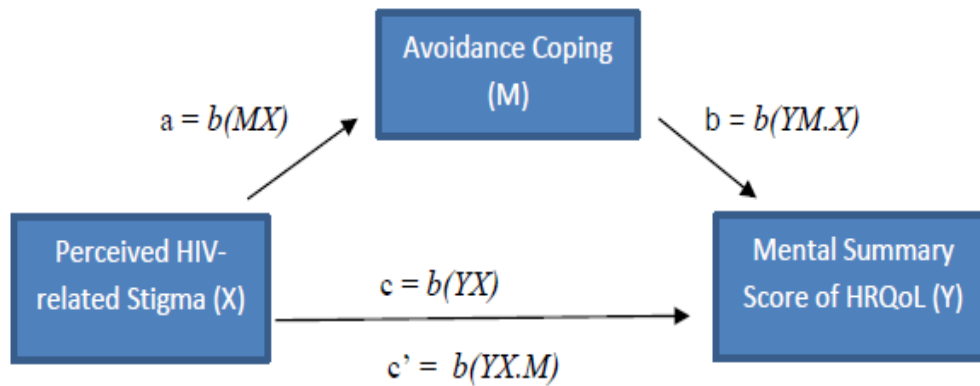 Avoidance Coping
(M)
a = b(MX)
b = b(YM.X)
Perceived HIV-
related Stigma (X)
c = b(YX)
c’ = b(YX.M)
Mental Summary
Score of HRQoL (Y)